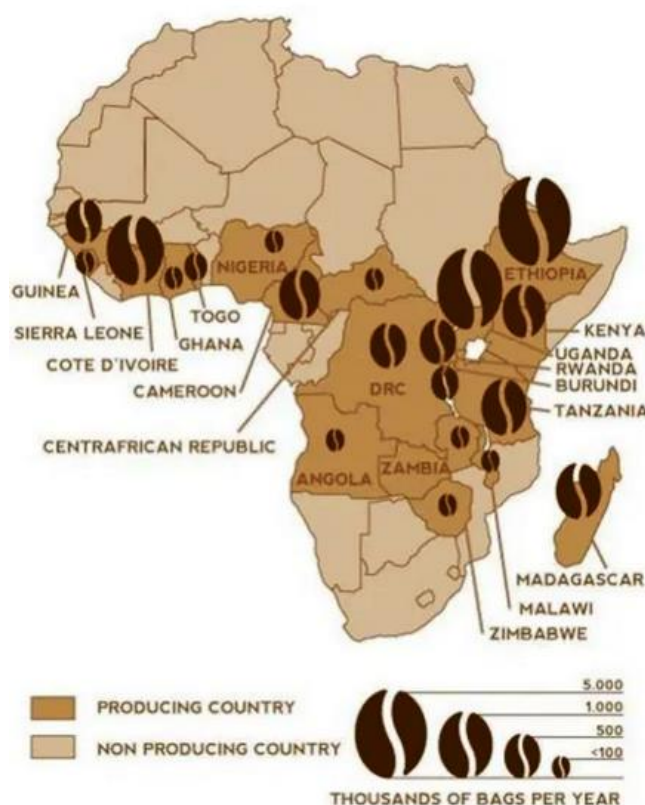 NIGERIA
ETHIOPIA
GUINEA
SIERRA LEONE
TOGO
GHANA
COTE D'IVOIRE
CAMEROON
CENTRAFRICAN REPUBLIC
DRC
KENYA
UGANDA
RWANDA
BURUNDI
TANZANIA
ANGOLA
ZAMBIA
MADAGASCAR
MALAWI
ZIMBABWE
PRODUCING COUNTRY
NON PRODUCING COUNTRY
5.000
1.000
500
<100
THOUSANDS OF BAGS PER YEAR